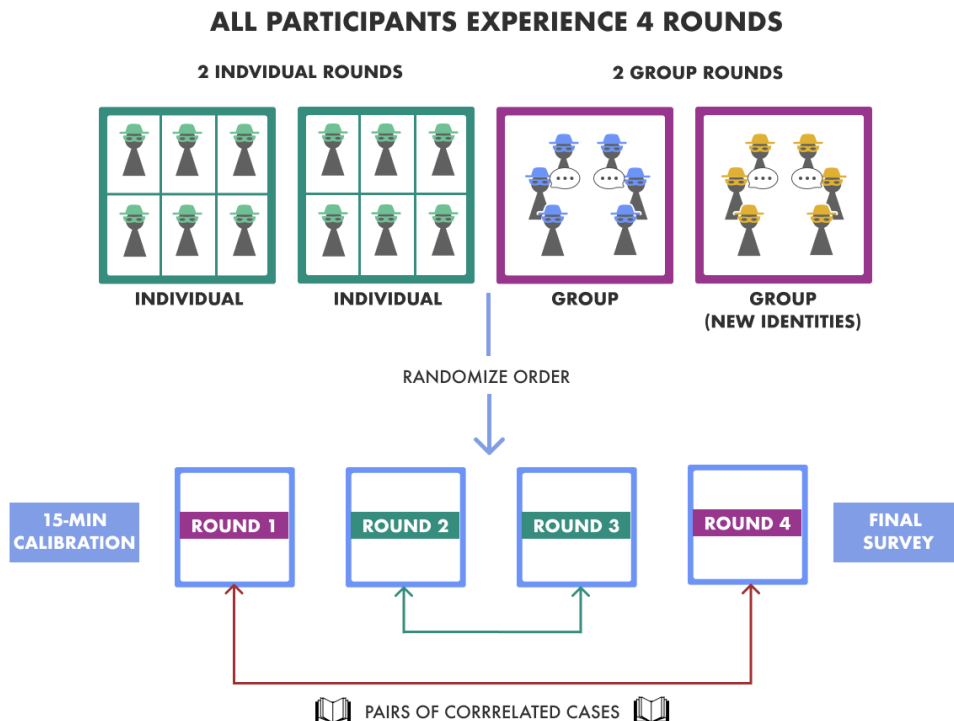 ALL PARTICIPANTS EXPERIENCE 4 ROUNDS
2 INDVIDUAL ROUNDS
2 GROUP ROUNDS
INDIVIDUAL
INDIVIDUAL
GROUP
GROUP
(NEW IDENTITIES)
RANDOMIZE ORDER
15-MIN
CALIBRATION
ROUND 1
ROUND 2
ROUND 3
ROUND 4
FINAL
SURVEY
PAIRS OF CORRRELATED CASES